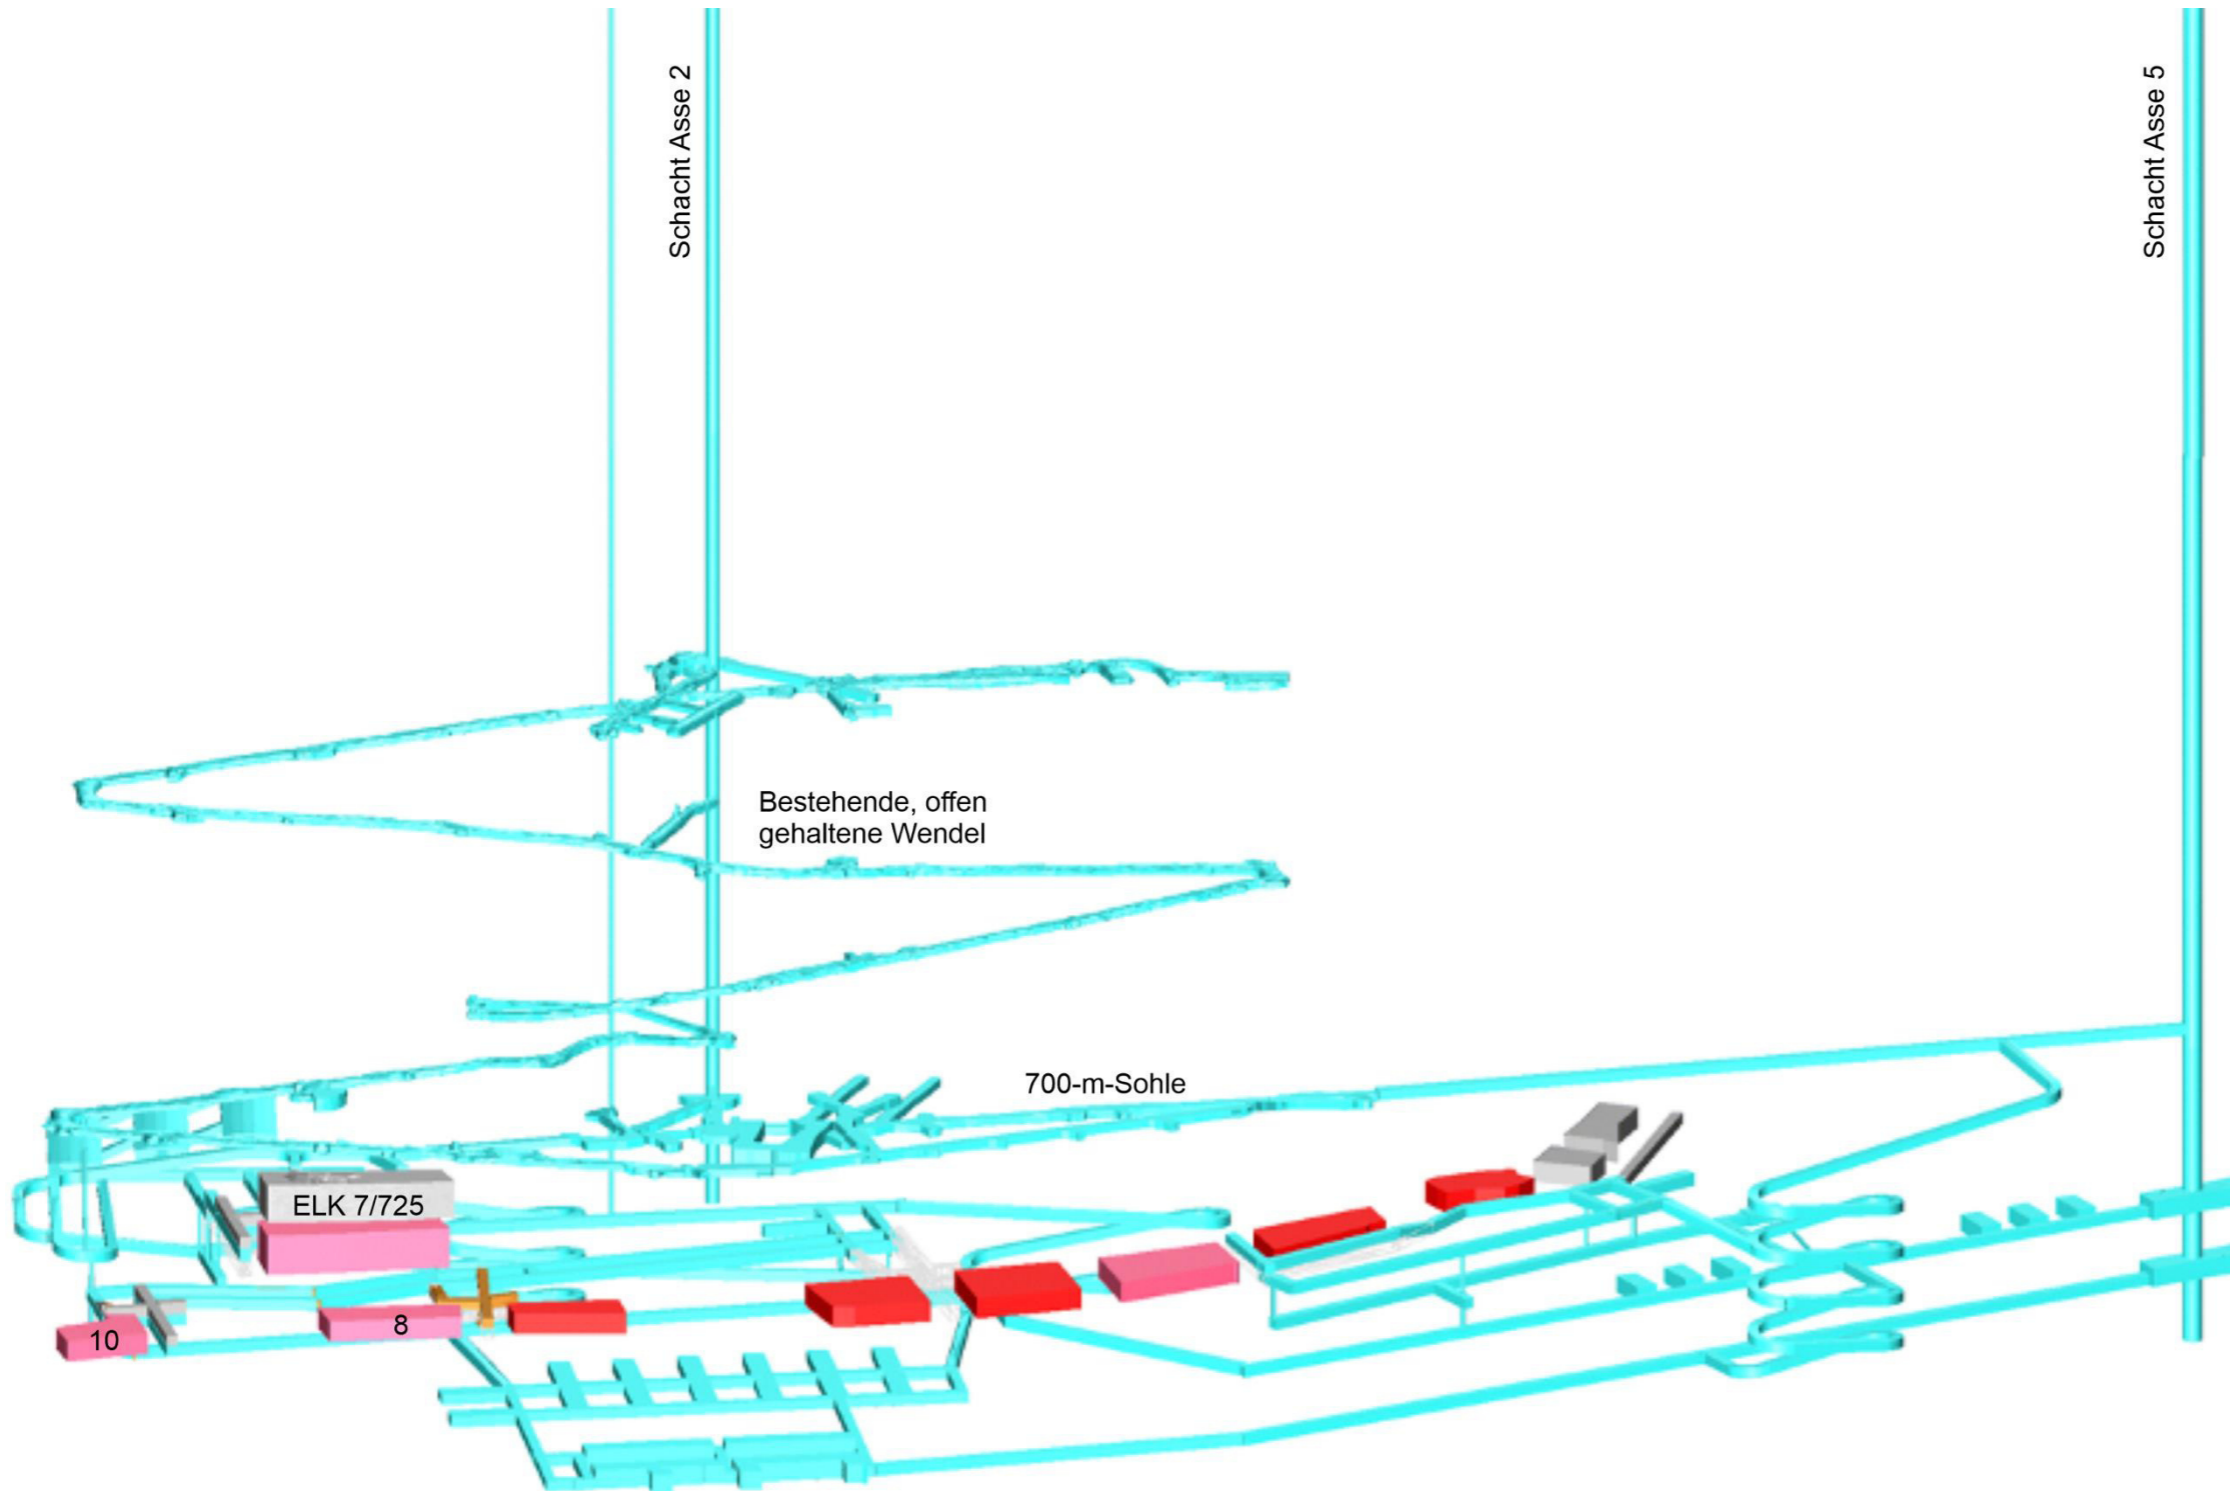 Schacht Asse 2
Schacht Asse 5
Bestehende, offen
gehaltene Wendel
700-m-Sohle
ELK 7/725
8
10